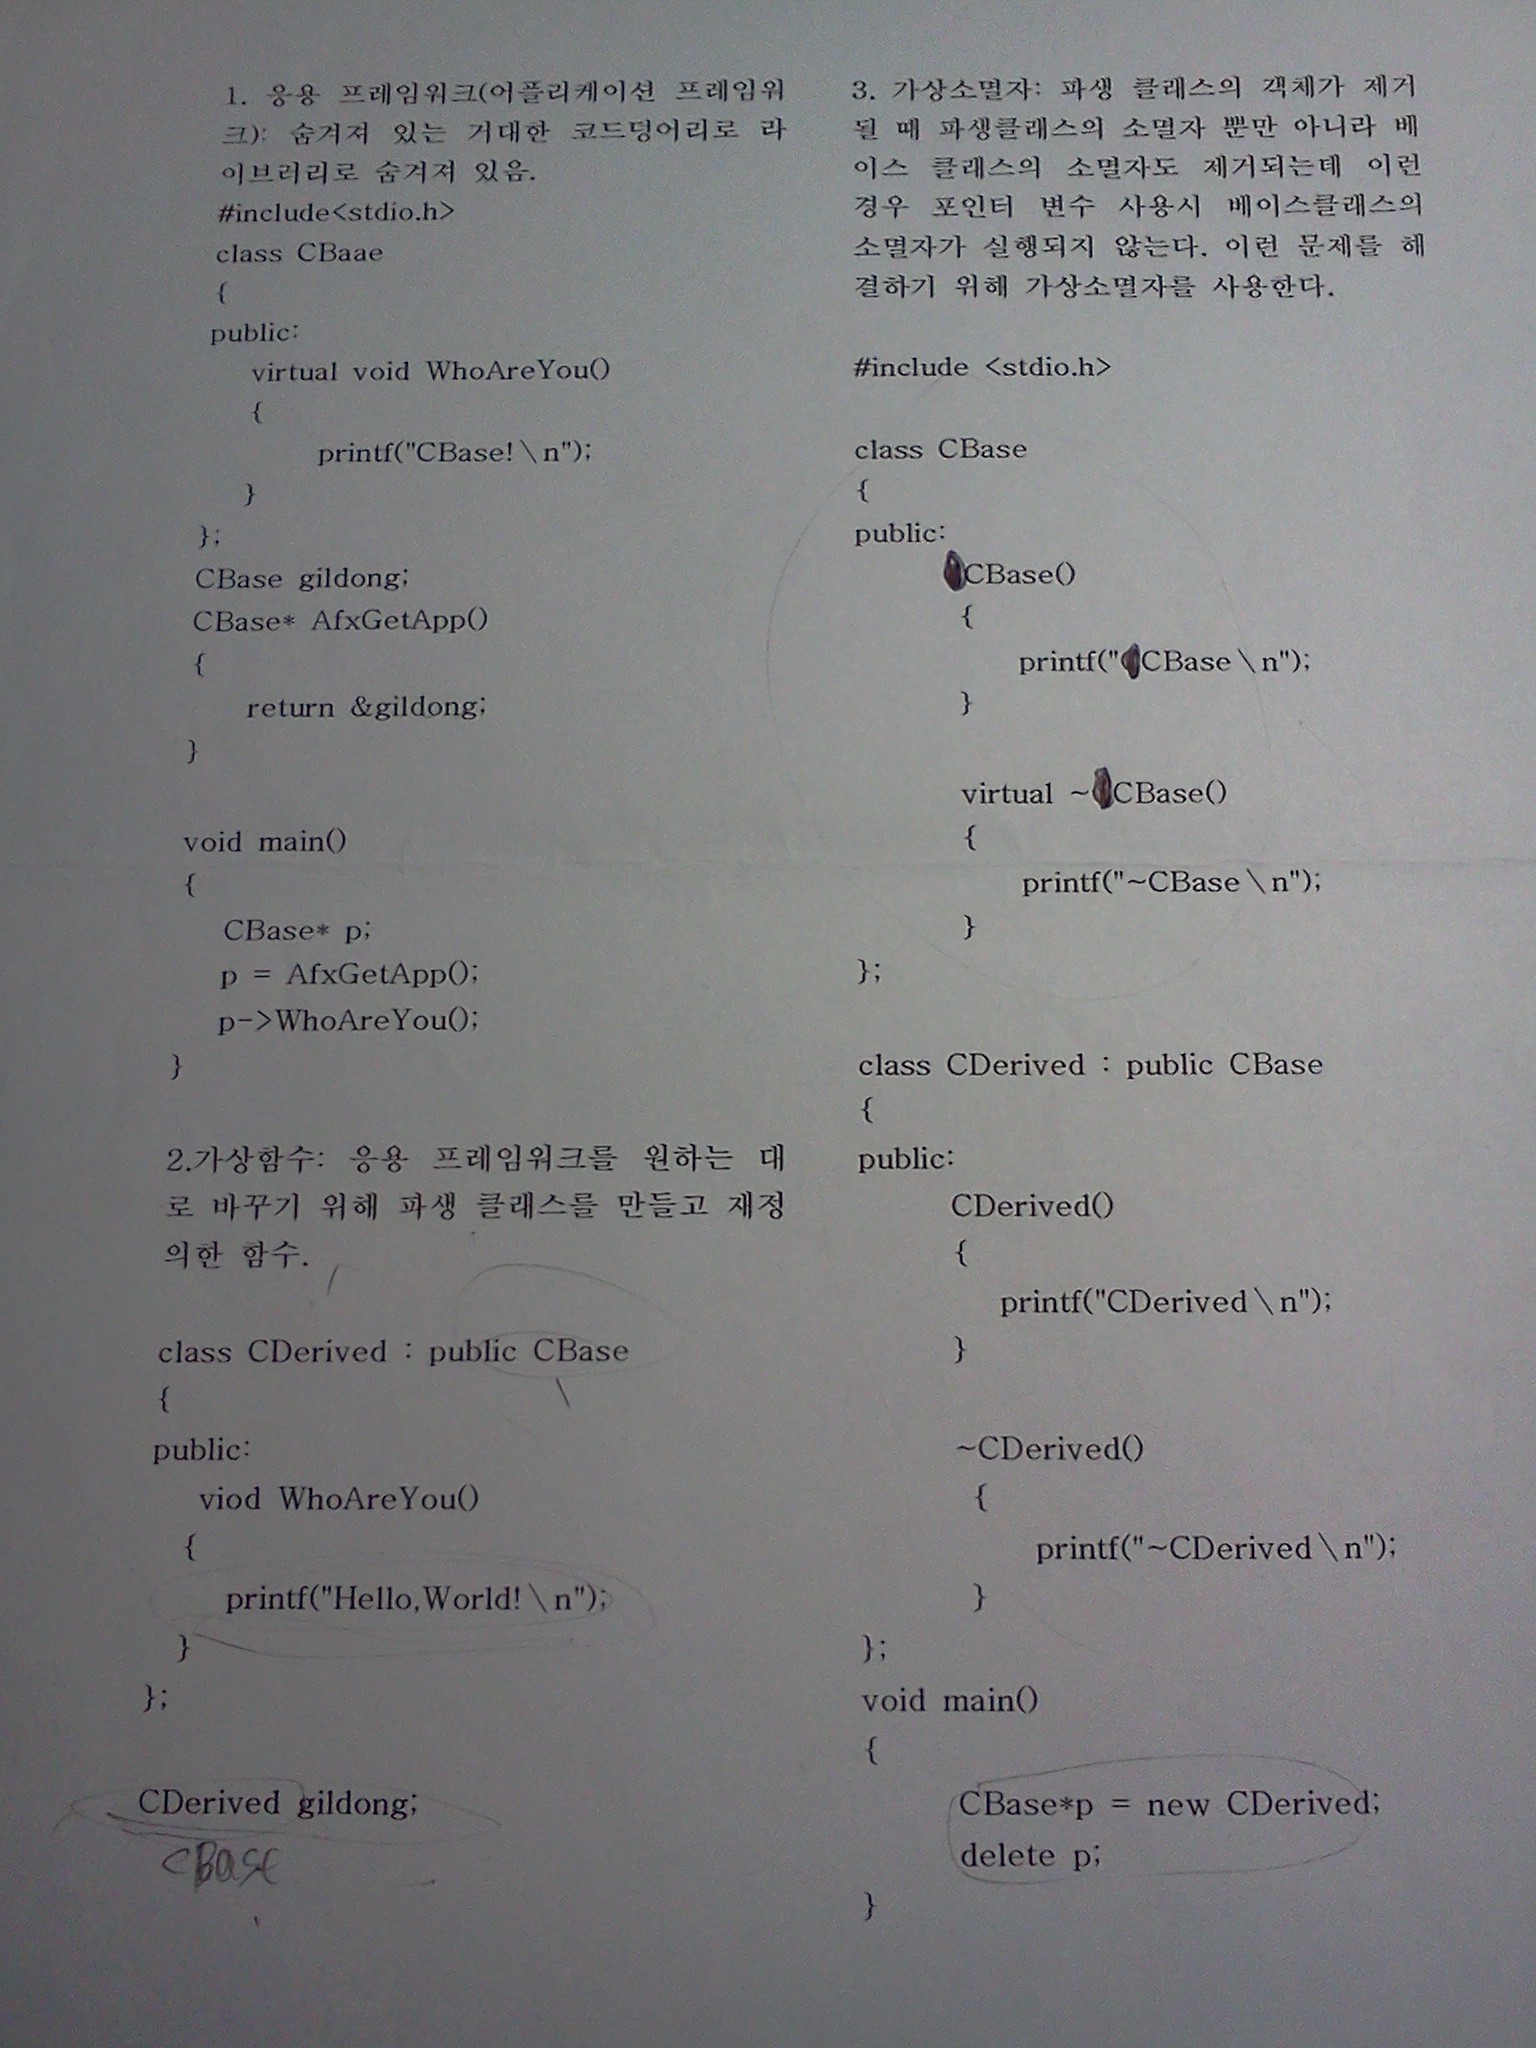 1. 응용 프레임워크(어플리케이션 프레임워
크): 숨겨져 있는 거대한 코드덩어리로 라
이브러리로 숨겨져 있음.
#include<stdio.h>
class CBaae
{
public:
virtual void WhoAreYou()
{
printf("CBase!\n");
}
};
CBase gildong;
CBase* AfxGetApp()
{
return &gildong;
}
void main()
{
CBase* p;
p = AfxGetApp();
p->WhoAreYou();
}
2.가상함수: 응용 프레임워크를 원하는 대
로 바꾸기 위해 파생 클래스를 만들고 재정
의한 함수.
class CDerived : public CBase
{
public:
viod WhoAreYou()
{
printf("Hello,World!\n");
}
};
CDerived gildong;
CBase
3. 가상소멸자: 파생 클래스의 객체가 제거
될 때 파생클래스의 소멸자 뿐만 아니라 베
이스 클래스의 소멸자도 제거되는데 이런
경우 포인터 변수 사용시 베이스클래스의
소멸자가 실행되지 않는다. 이런 문제를 해
결하기 위해 가상소멸자를 사용한다.
#include <stdio.h>
class CBase
{
public:
CBase()
{
printf("CBase\n");
}
virtual ~CBase()
{
printf("~CBase\n");
}
};
class CDerived : public CBase
{
public:
CDerived()
{
printf("CDerived\n");
}
~CDerived()
{
printf("~CDerived\n");
}
};
void main()
{
CBase*p = new CDerived;
delete p;
}